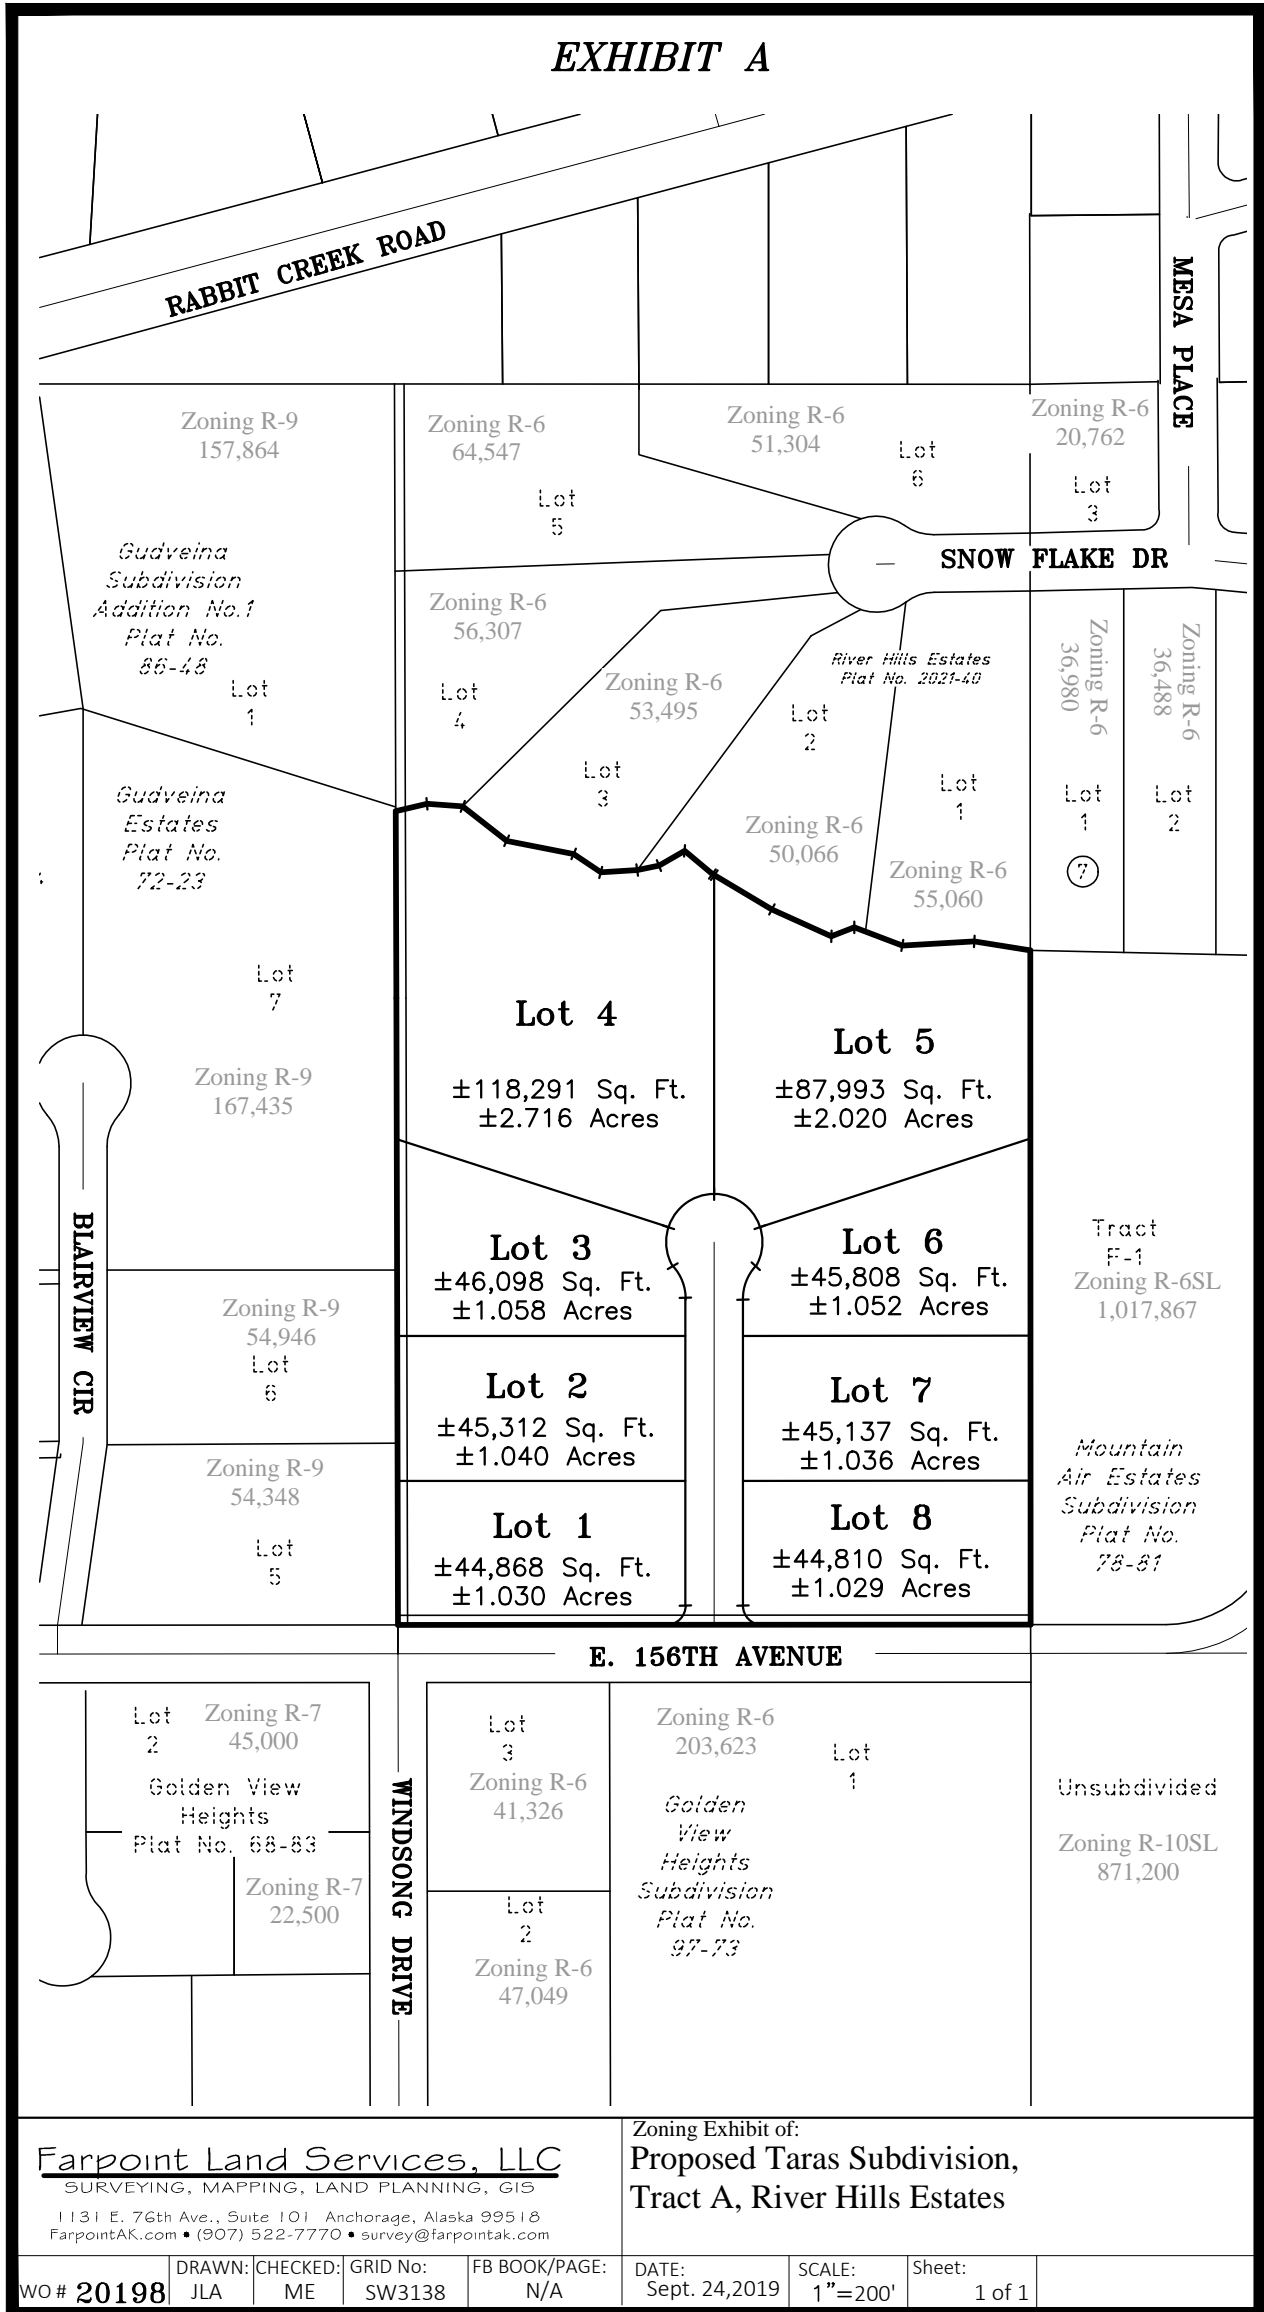 EXHIBIT A
RABBIT CREEK ROAD
MESA PLACE
Zoning R-9
157,864
Zoning R-6
64,547
Lot
5
Zoning R-6
51,304
Lot
6
Zoning R-6
20,762
Lot
3
SNOW FLAKE DR
Gudveina
Subdivision
Addition No.1
Plat No.
86-48
Lot
1
Zoning R-6
56,307
Lot
4
Zoning R-6
53,495
Lot
3
River Hills Estates
Plat No. 2021-40
Lot
2
Zoning R-6
50,066
Lot
1
Zoning R-6
55,060
Zoning R-6
36,980
Lot
1
7
Zoning R-6
36,488
Lot
2
Gudveina
Estates
Plat No.
72-23
Lot
7
Zoning R-9
167,435
Lot 4
±118,291 Sq. Ft.
±2.716 Acres
Lot 5
±87,993 Sq. Ft.
±2.020 Acres
BLAIRVIEW CIR
Lot 3
±46,098 Sq. Ft.
±1.058 Acres
Lot 6
±45,808 Sq. Ft.
±1.052 Acres
Tract
F-1
Zoning R-6SL
1,017,867
Zoning R-9
54,946
Lot
6
Lot 2
±45,312 Sq. Ft.
±1.040 Acres
Lot 7
±45,137 Sq. Ft.
±1.036 Acres
Mountain
Air Estates
Subdivision
Plat No.
78-81
Zoning R-9
54,348
Lot
5
Lot 1
±44,868 Sq. Ft.
±1.030 Acres
Lot 8
±44,810 Sq. Ft.
±1.029 Acres
E. 156TH AVENUE
Lot
2
Zoning R-7
45,000
Golden View
Heights
Plat No. 68-83
Zoning R-7
22,500
WINDSONG DRIVE
Lot
3
Zoning R-6
41,326
Lot
2
Zoning R-6
47,049
Zoning R-6
203,623
Lot
1
Golden
View
Heights
Subdivision
Plat No.
97-73
Unsubdivided
Zoning R-10SL
871,200
Farpoint Land Services, LLC
SURVEYING, MAPPING, LAND PLANNING, GIS
1131 E. 76th Ave., Suite 101 Anchorage, Alaska 99518
FarpointAK.com • (907) 522-7770 • survey@farpointak.com
Zoning Exhibit of:
Proposed Taras Subdivision,
Tract A, River Hills Estates
WO # 20198
DRAWN:
JLA
CHECKED:
ME
GRID No:
SW3138
FB BOOK/PAGE:
N/A
DATE:
Sept. 24,2019
SCALE:
1"=200'
Sheet:
1 of 1